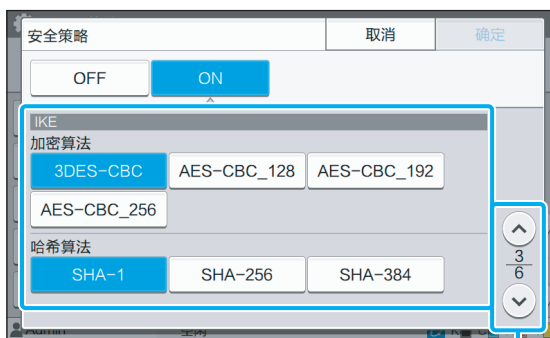 安全策略 取消 确定
OFF ON
IKE
加密算法
3DES-CBC AES-CBC_128 AES-CBC_192
AES-CBC_256
哈希算法
SHA-1 SHA-256 SHA-384
3
6
Admin